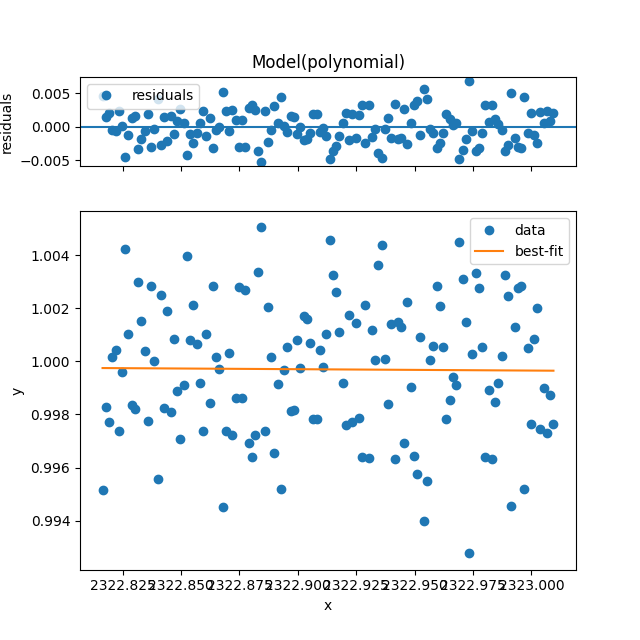 Model(polynomial)
residuals
0.005
0.000
−0.005
residuals
data
best-fit
1.004
1.002
1.000
0.998
0.996
0.994
y
2322.825 2322.850 2322.875 2322.900 2322.925 2322.950 2322.975 2323.000
x